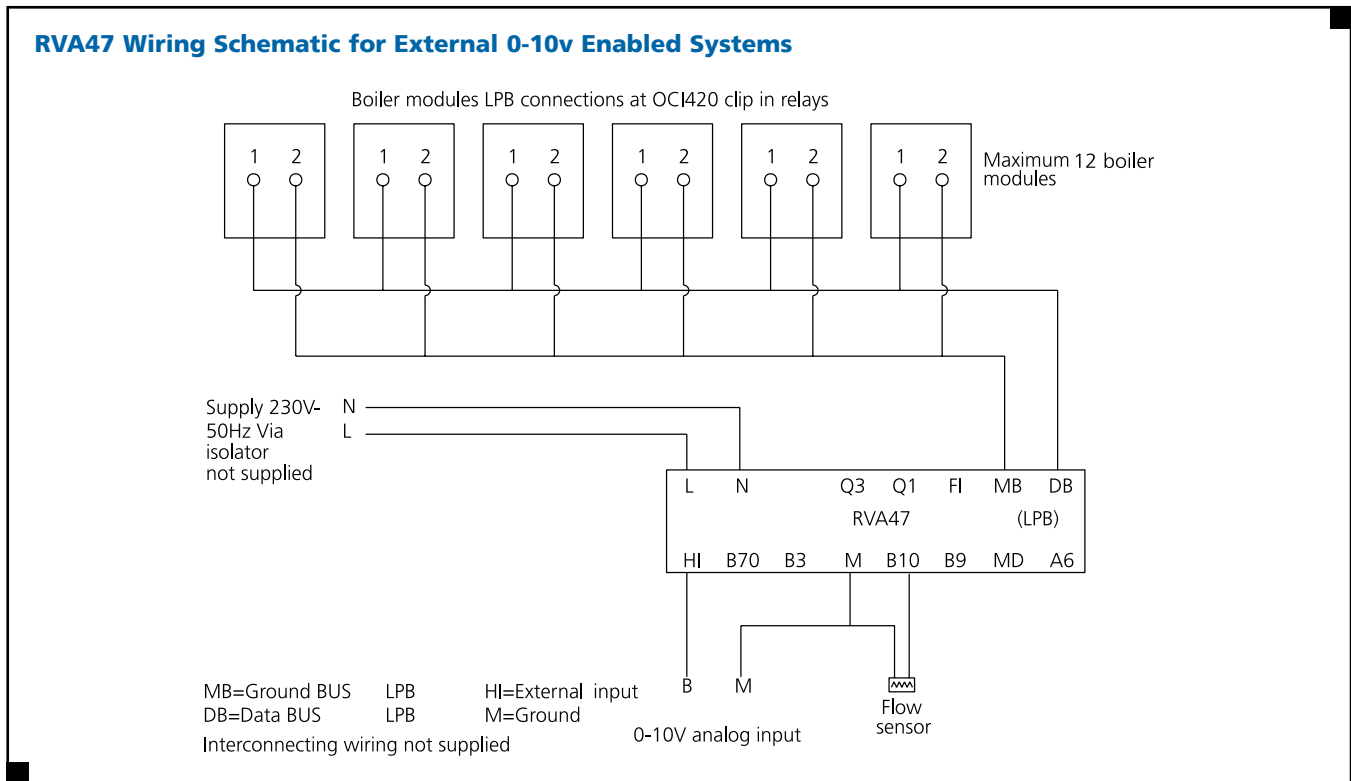 RVA47 Wiring Schematic for External 0-10v Enabled Systems
Boiler modules LPB connections at OCI420 clip in relays
1 2 1 2 1 2 1 2 1 2 1 2
Maximum 12 boiler
modules
Supply 230V- N
50Hz Via L
isolator
not supplied
L N Q3 Q1 FI MB DB
RVA47 (LPB)
HI B70 B3 M B10 B9 MD A6
B M
Flow
sensor
0-10V analog input
MB=Ground BUS LPB HI=External input
DB=Data BUS LPB M=Ground
Interconnecting wiring not supplied